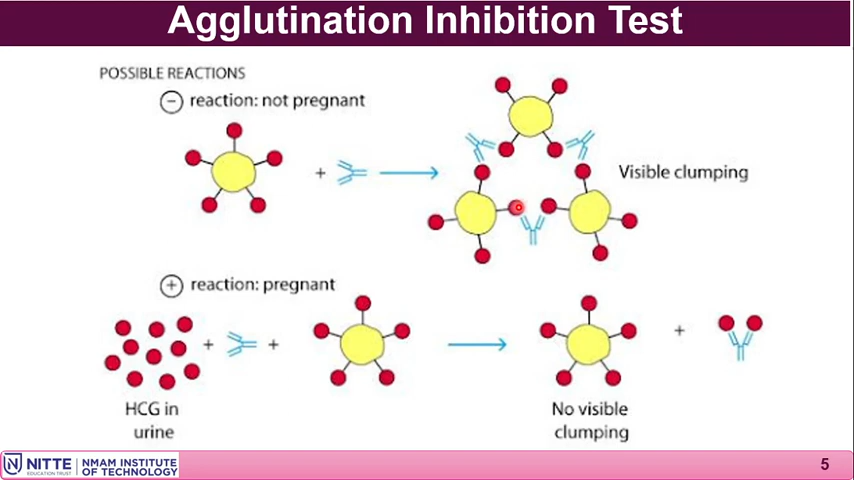 Agglutination Inhibition Test
POSSIBLE REACTIONS
− reaction: not pregnant
+
Visible clumping
+ reaction: pregnant
+ + +
HCG in
urine
No visible
clumping
NITTE
EDUCATION TRUST
NMAM INSTITUTE
OF TECHNOLOGY
5